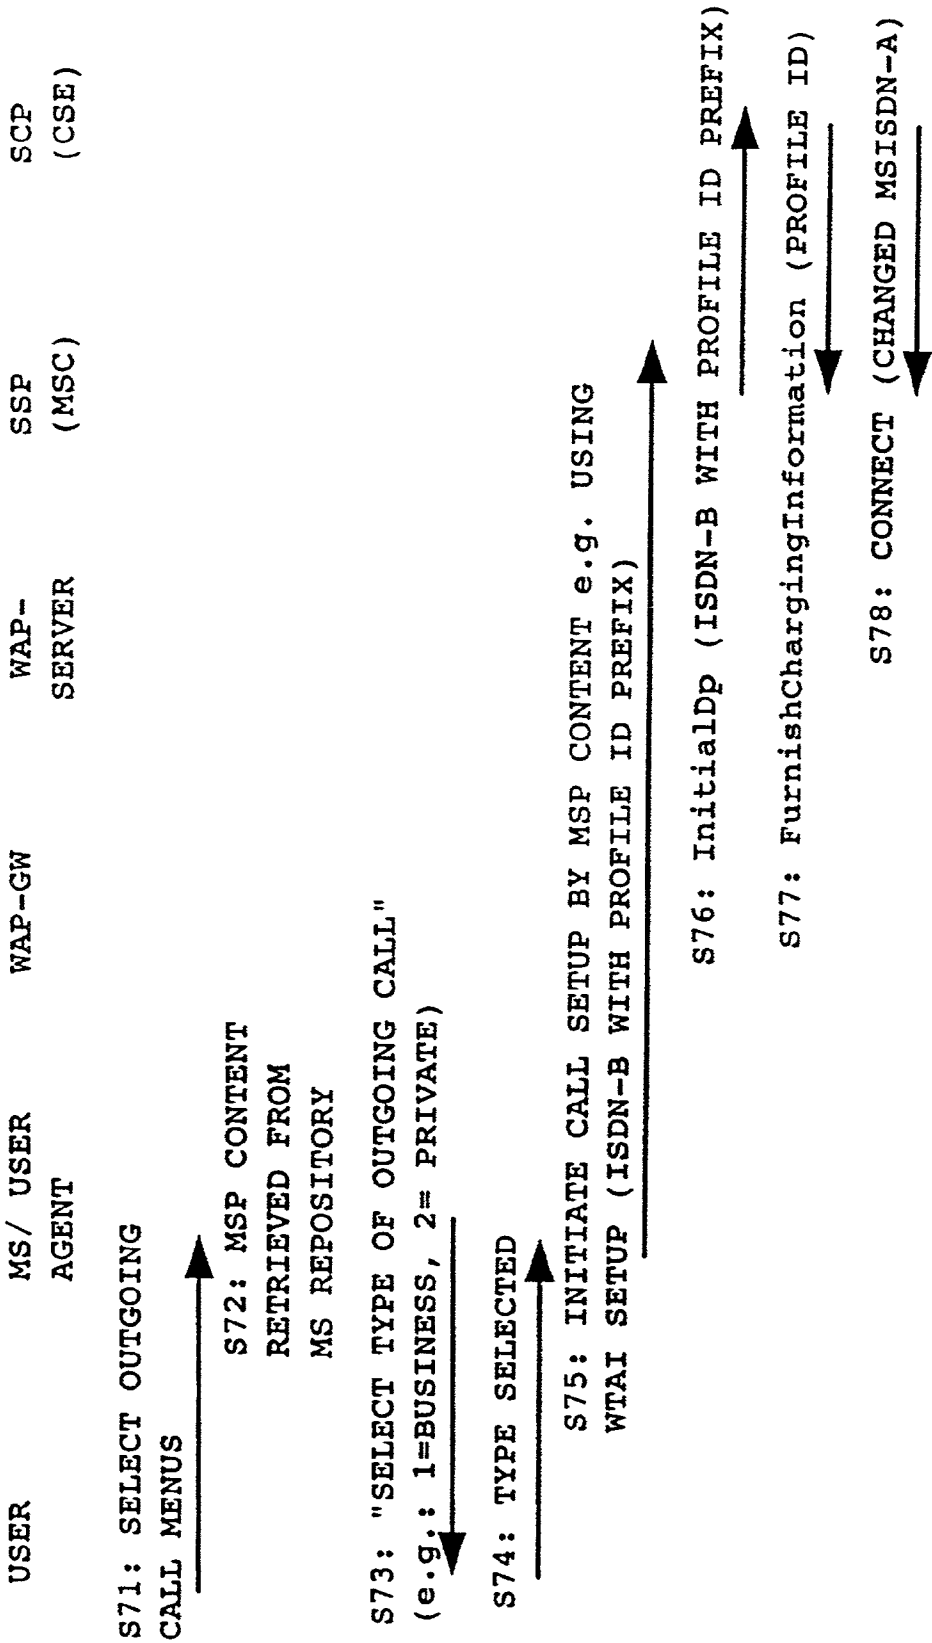 USER
MS/ USER
AGENT
WAP-GW
WAP-
SERVER
SSP
(MSC)
SCP
(CSE)
S71: SELECT OUTGOING
CALL MENUS
S72: MSP CONTENT
RETRIEVED FROM
MS REPOSITORY
S73: "SELECT TYPE OF OUTGOING CALL"
(e.g.: 1=BUSINESS, 2= PRIVATE)
S74: TYPE SELECTED
S75: INITIATE CALL SETUP BY MSP CONTENT e.g. USING
WTAI SETUP (ISDN-B WITH PROFILE ID PREFIX)
S76: InitialDp (ISDN-B WITH PROFILE ID PREFIX)
S77: FurnishChargingInformation (PROFILE ID)
S78: CONNECT (CHANGED MSISDN-A)